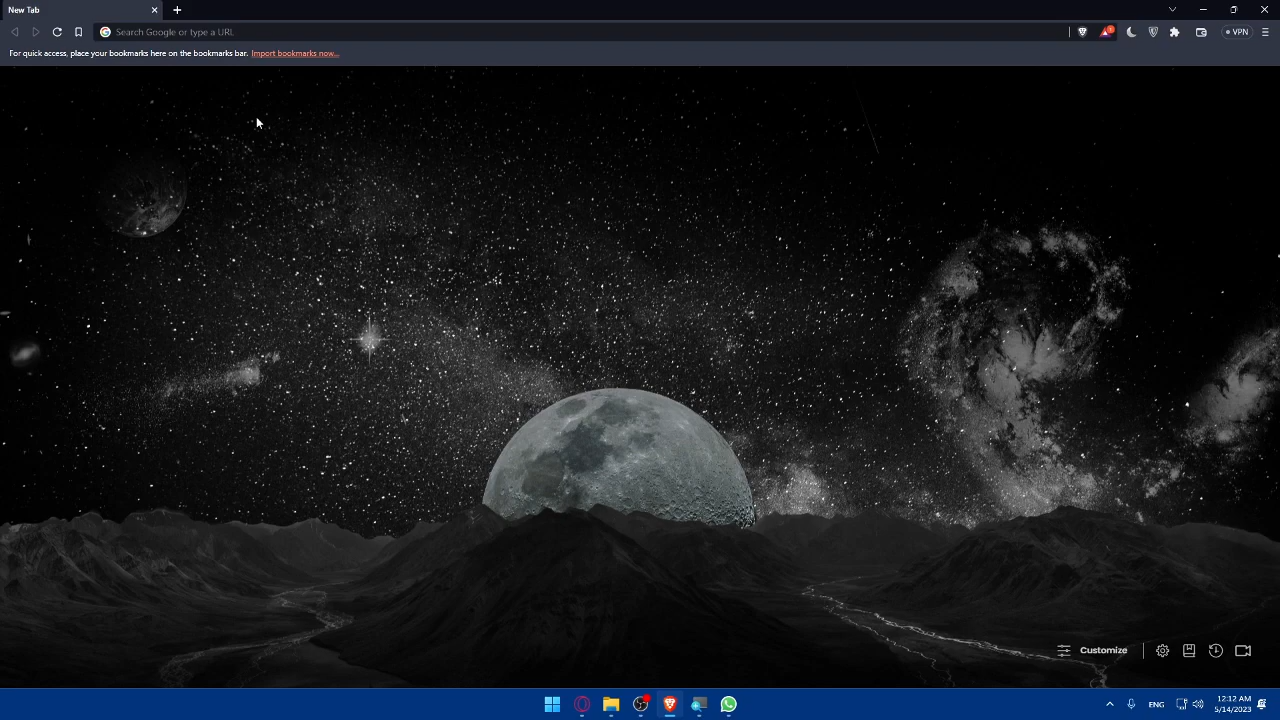 New Tab
Search Google or type a URL
VPN
For quick access, place your bookmarks here on the bookmarks bar. Import bookmarks now...
Customize
ENG
12:12 AM
5/14/2023